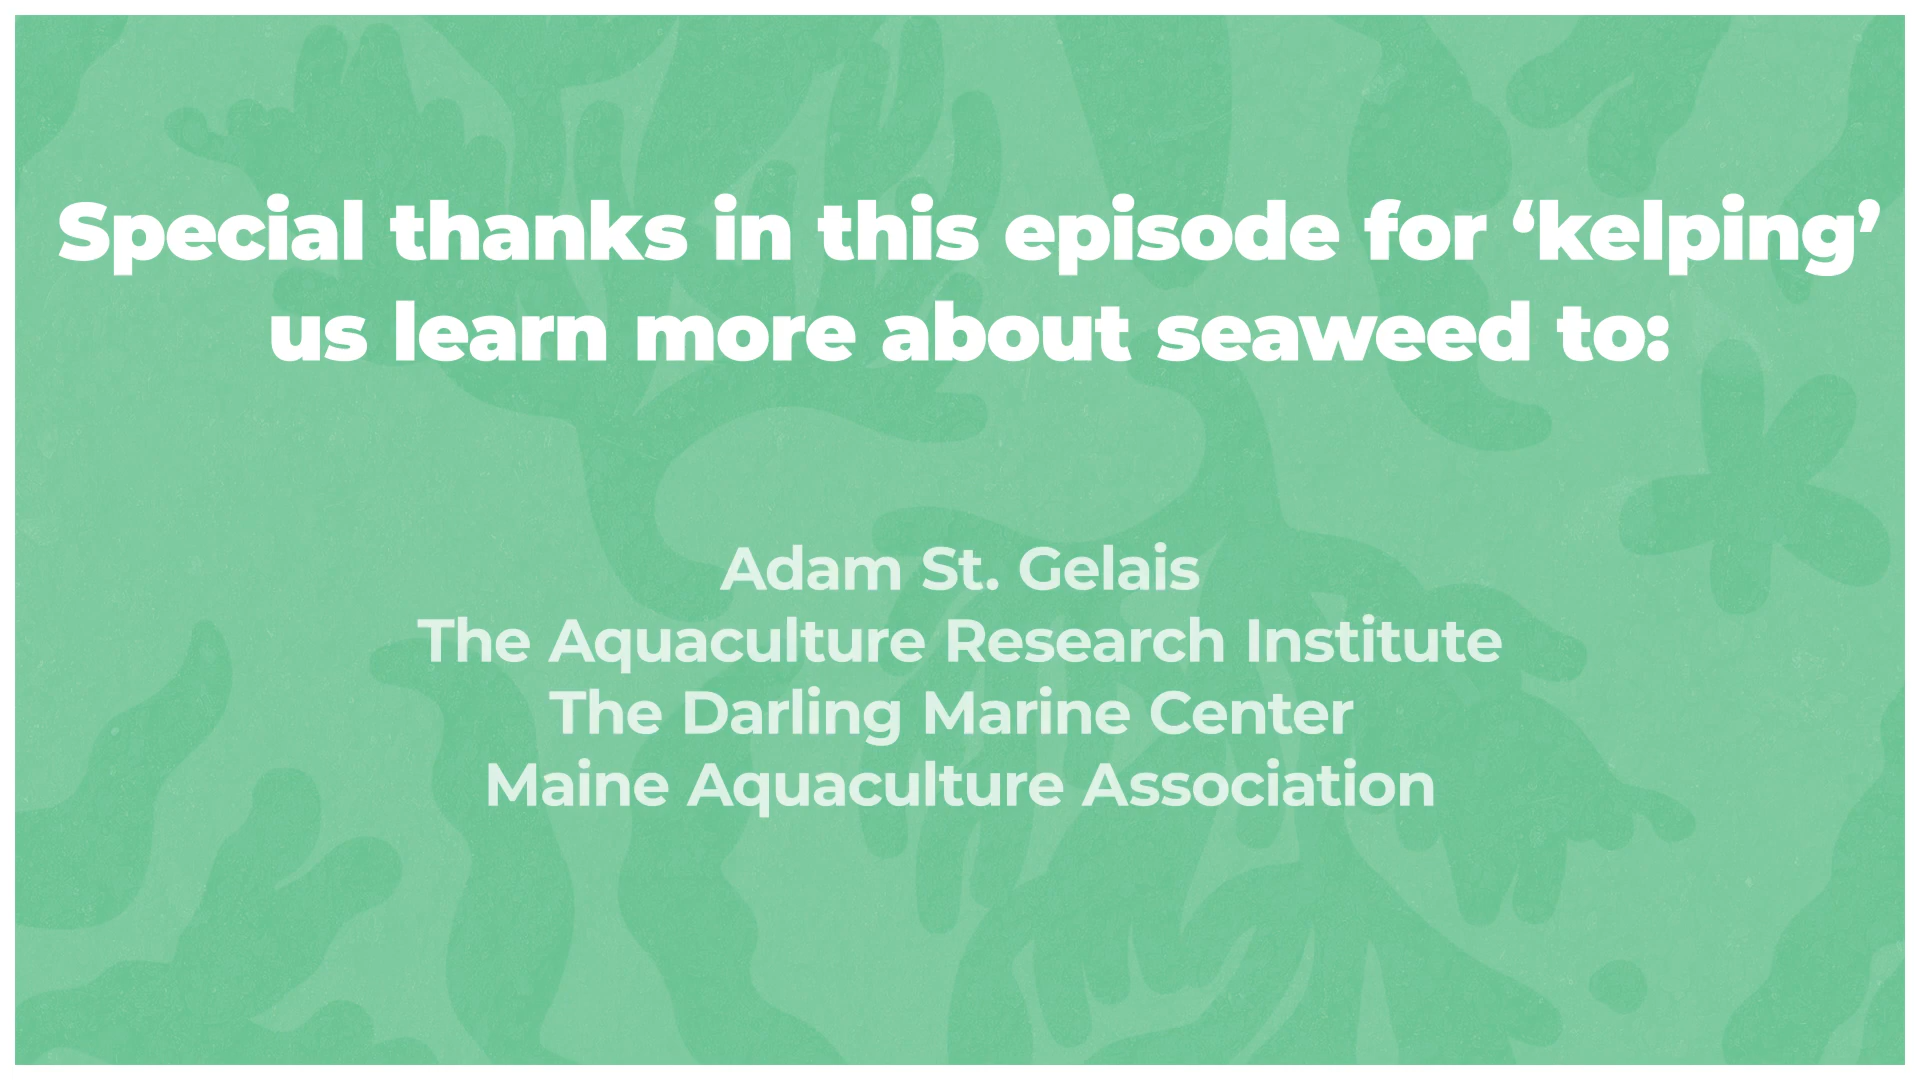 Special thanks in this episode for ‘kelping’
us learn more about seaweed to:
Adam St. Gelais
The Aquaculture Research Institute
The Darling Marine Center
Maine Aquaculture Association